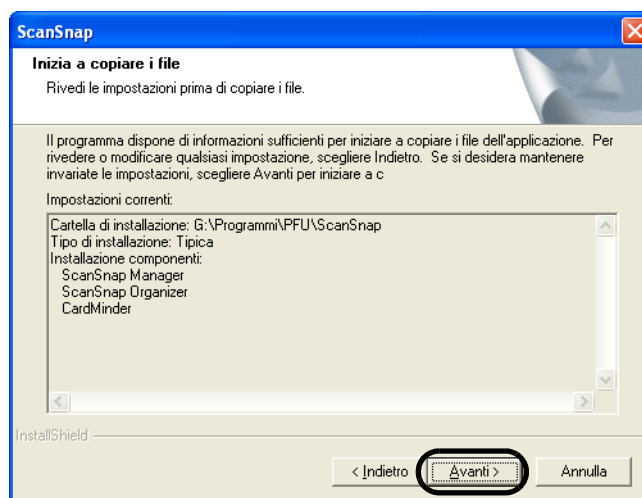 ScanSnap
Inizia a copiare i file
Rivedi le impostazioni prima di copiare i file.
Il programma dispone di informazioni sufficienti per iniziare a copiare i file dell'applicazione. Per
rivedere o modificare qualsiasi impostazione, scegliere Indietro. Se si desidera mantenere
invariate le impostazioni, scegliere Avanti per iniziare a c
Impostazioni correnti:
Cartella di installazione: G:\Programmi\PFU\ScanSnap
Tipo di installazione: Tipica
Installazione componenti:
ScanSnap Manager
ScanSnap Organizer
CardMinder
InstallShield
< Indietro Avanti > Annulla